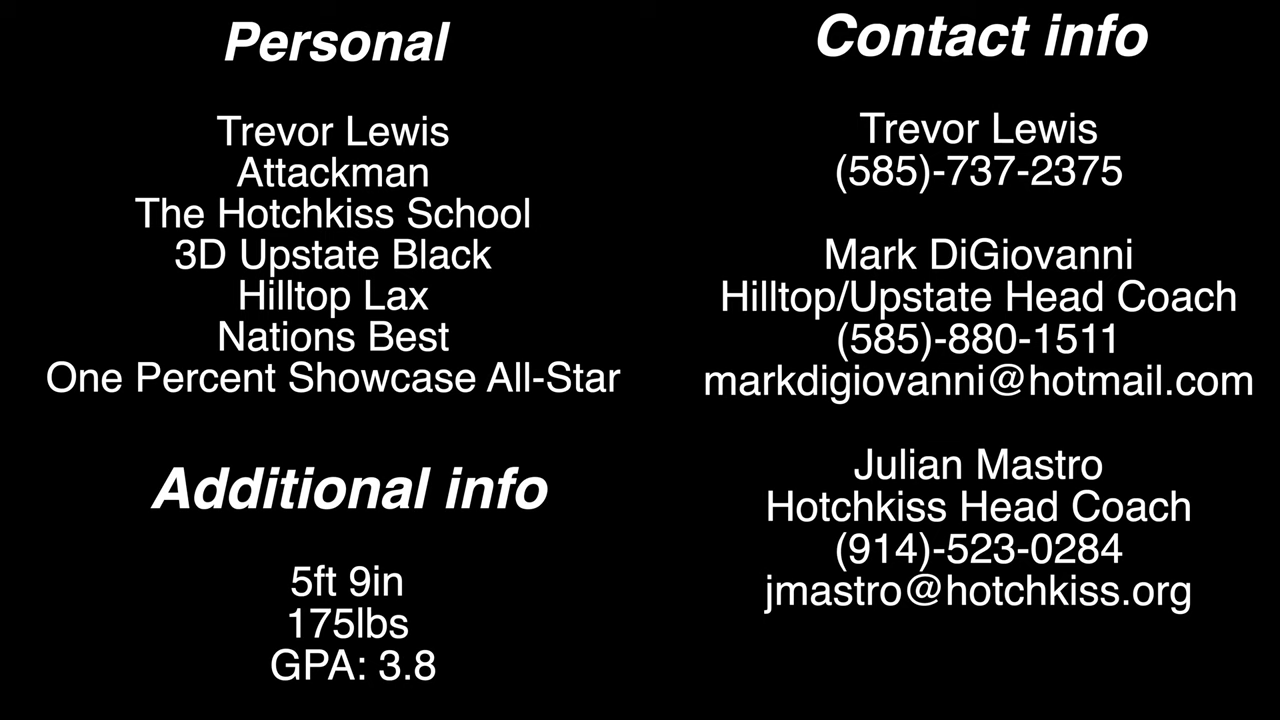 Personal
Trevor Lewis
Attackman
The Hotchkiss School
3D Upstate Black
Hilltop Lax
Nations Best
One Percent Showcase All-Star
Additional info
5ft 9in
175lbs
GPA: 3.8
Contact info
Trevor Lewis
(585)-737-2375
Mark DiGiovanni
Hilltop/Upstate Head Coach
(585)-880-1511
markdigiovanni@hotmail.com
Julian Mastro
Hotchkiss Head Coach
(914)-523-0284
jmastro@hotchkiss.org